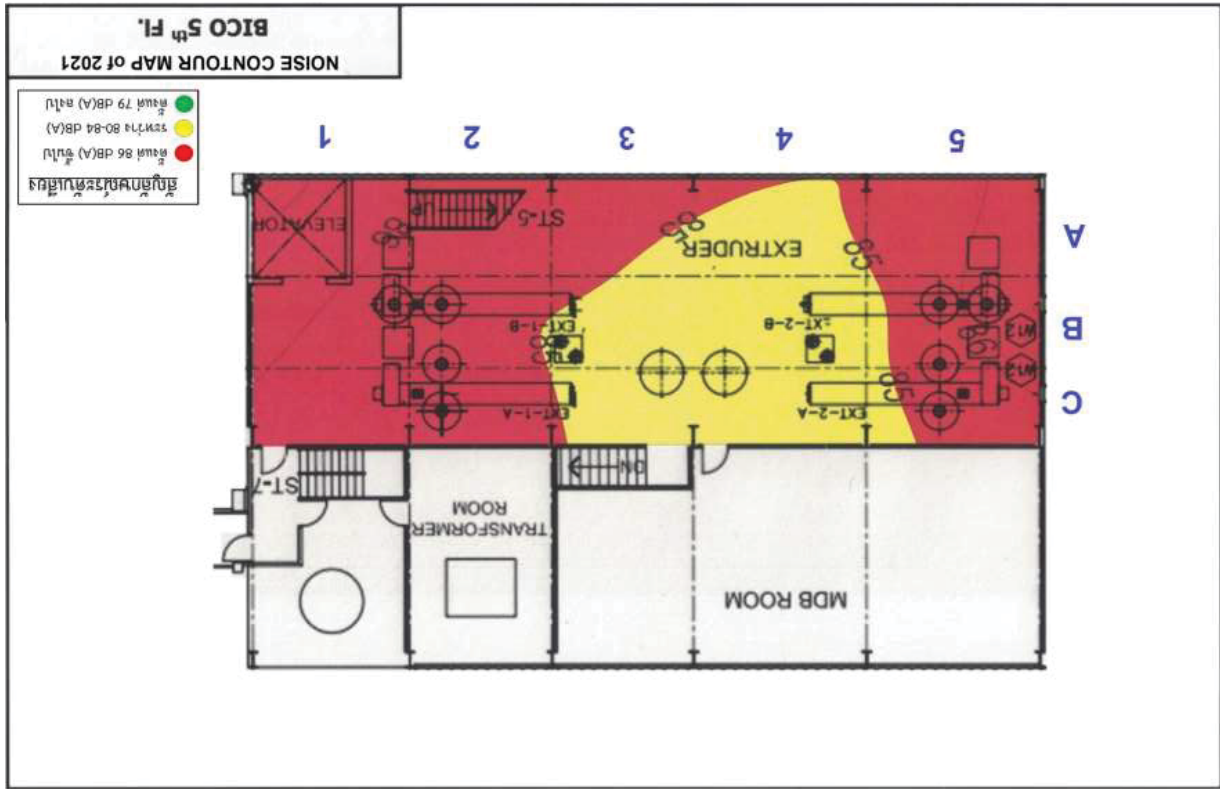 MDB ROOM
TRANSFORMER
ROOM
ST-7
DN
C
EXT-2-A
EXT-1-A
85
B
EXT-2-B
EXT-1-B
85
A
EXTRUDER
85
85
ST-5
UP
ELEVATOR
5
4
3
2
1
สัญลักษณ์ระดับเสียง
ตั้งแต่ 86 dB(A) ขึ้นไป
ระหว่าง 80-84 dB(A)
ตั้งแต่ 79 dB(A) ลงไป
NOISE CONTOUR MAP of 2021
BICO 5th Fl.